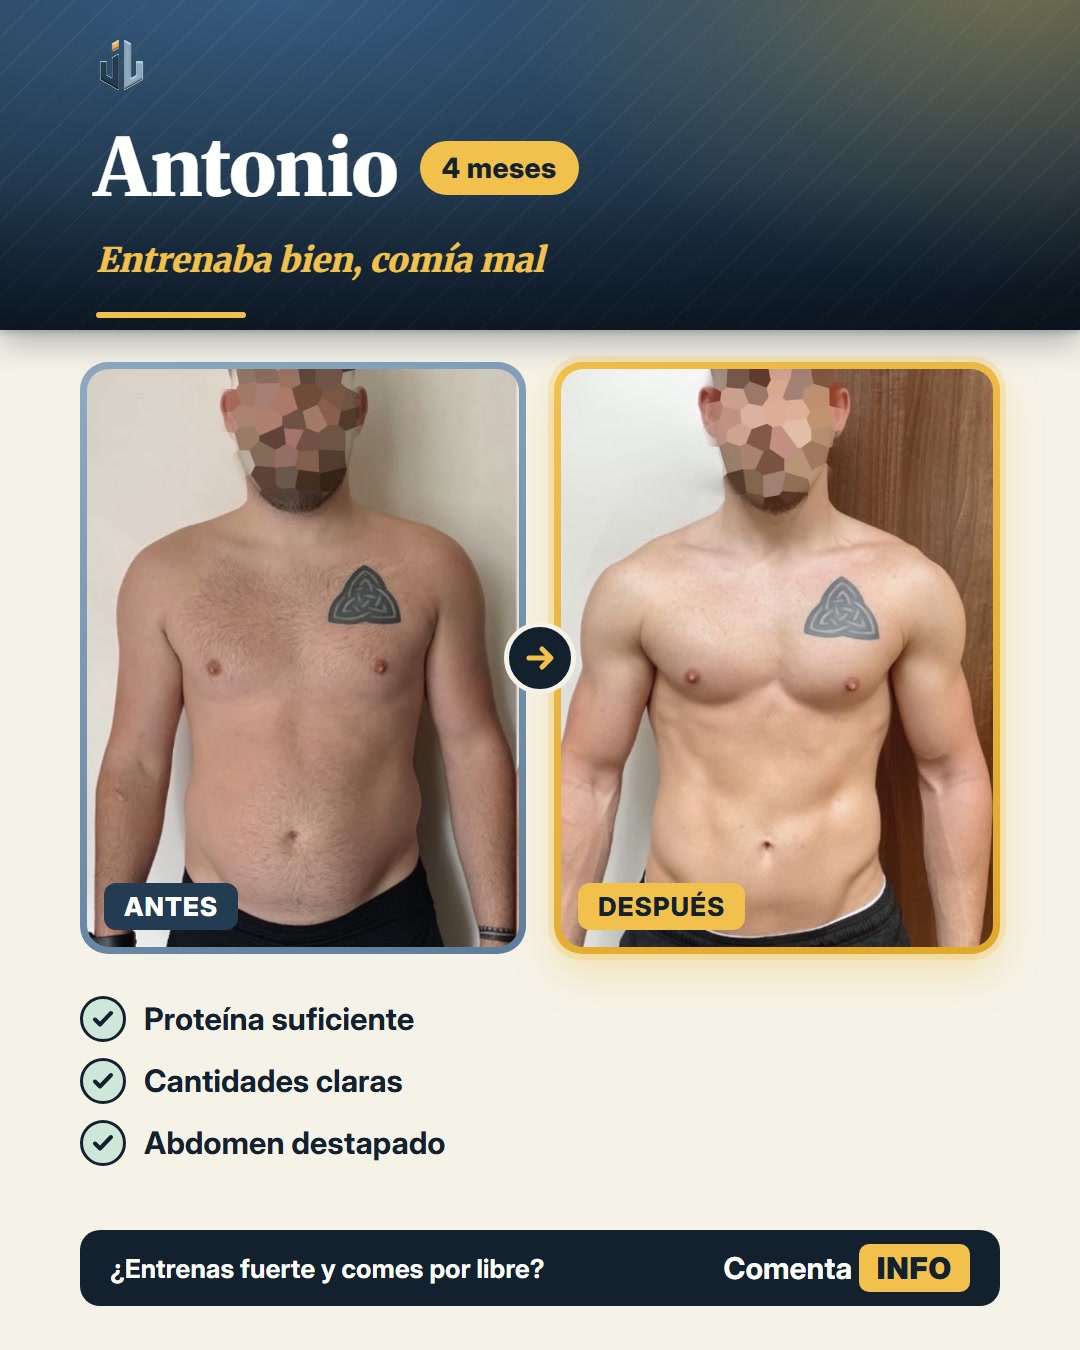 Antonio
4 meses
Entrenaba bien, comía mal
ANTES
DESPUÉS
Proteína suficiente
Cantidades claras
Abdomen destapado
¿Entrenas fuerte y comes por libre?
Comenta INFO